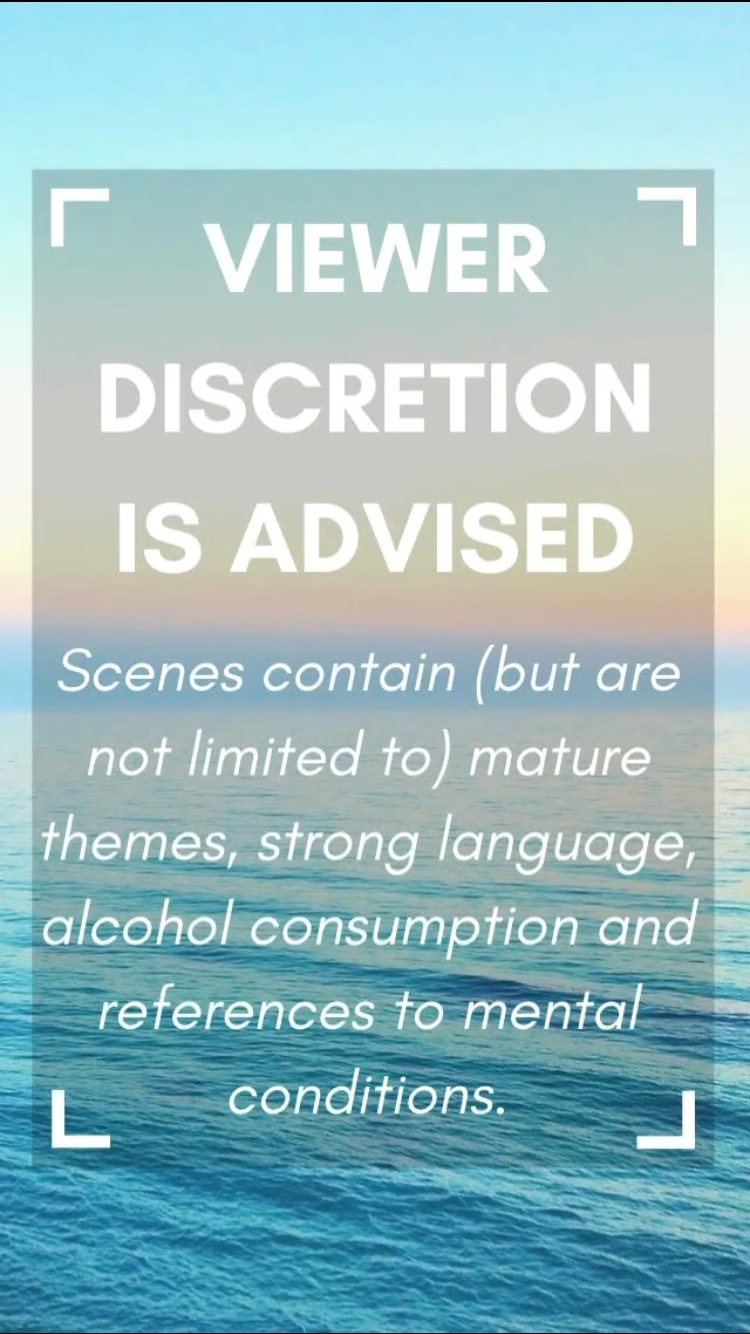 VIEWER
DISCRETION
IS ADVISED
Scenes contain (but are
not limited to) mature
themes, strong language,
alcohol consumption and
references to mental
conditions.